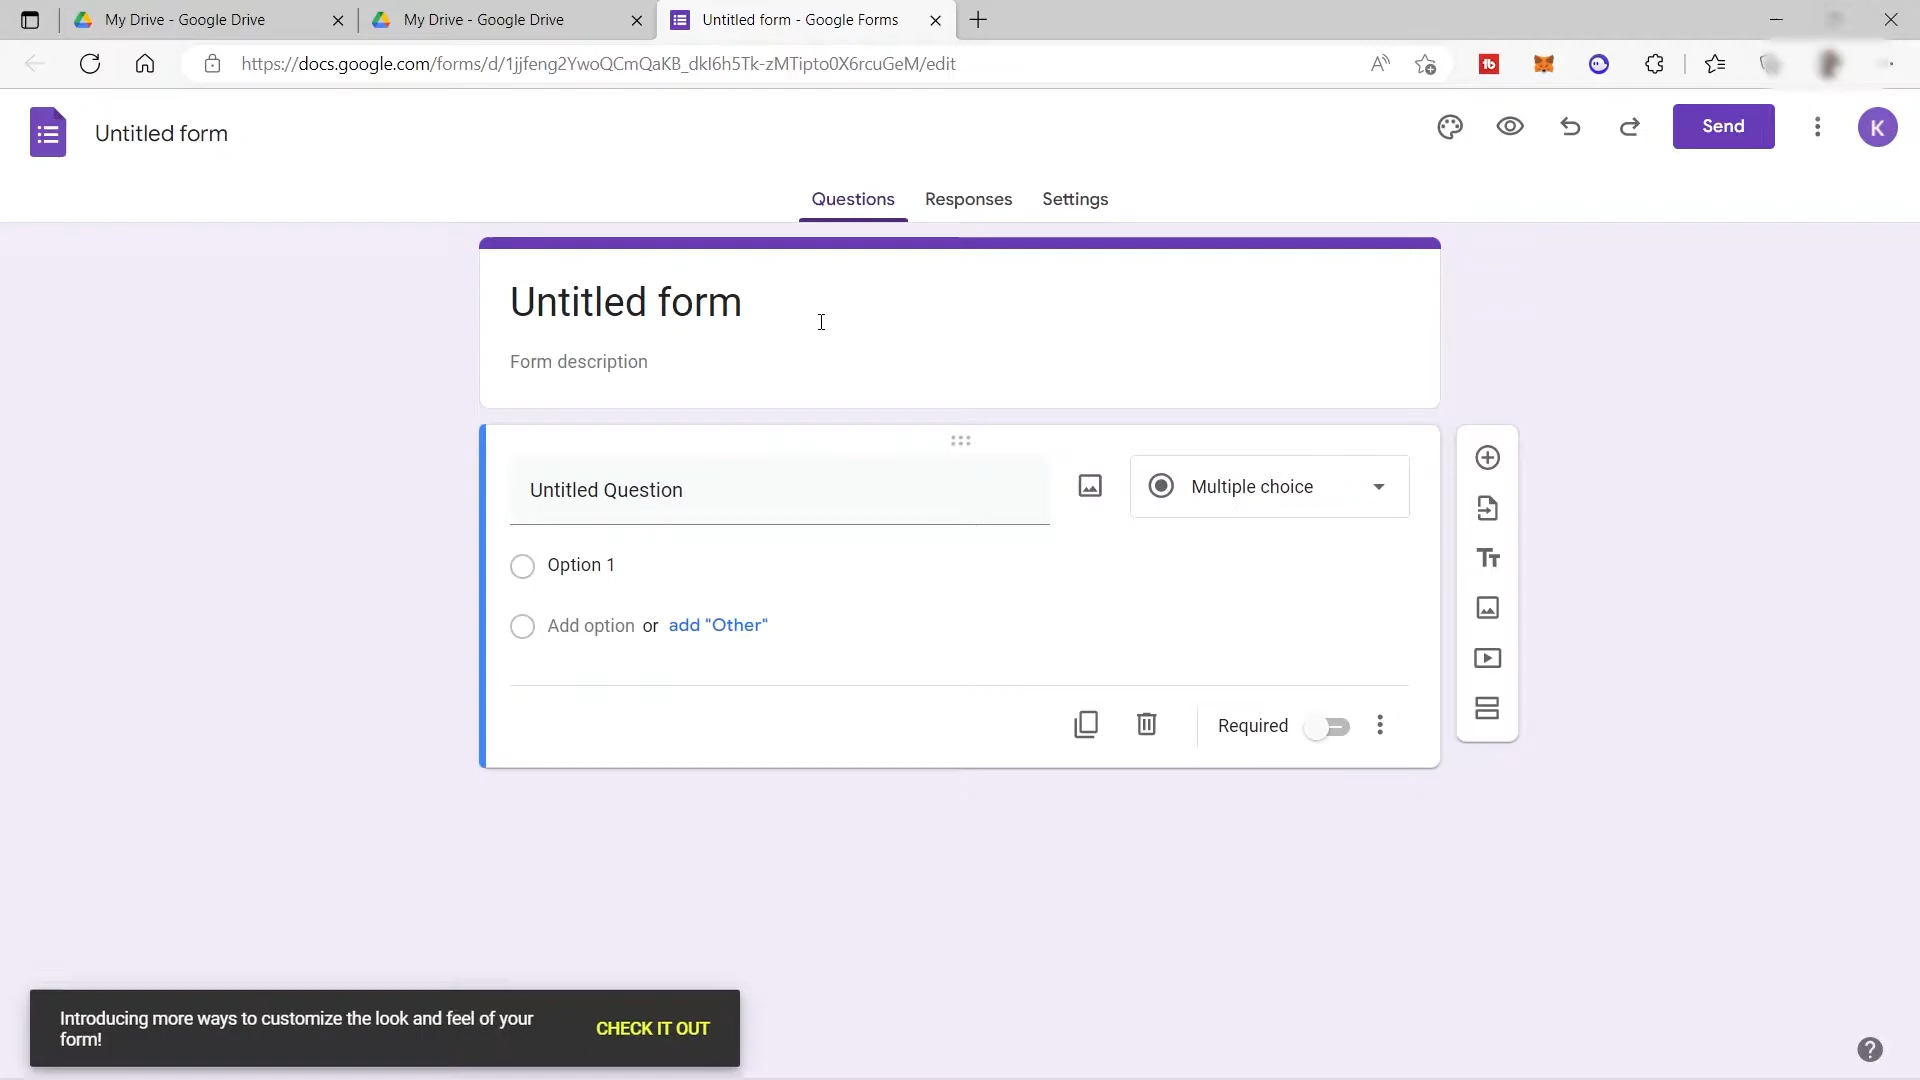 My Drive - Google Drive
My Drive - Google Drive
Untitled form - Google Forms
https://docs.google.com/forms/d/1jjfeng2YwoQCmQaKB_dkI6h5Tk-zMTipto0X6rcuGeM/edit
Untitled form
Send
K
Questions
Responses
Settings
Untitled form
Form description
Untitled Question
Multiple choice
Option 1
Add option or add "Other"
Required
Introducing more ways to customize the look and feel of your
form!
CHECK IT OUT